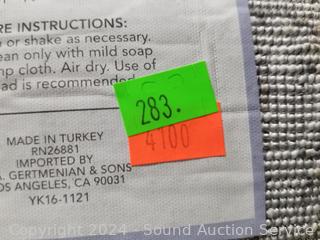 RE INSTRUCTIONS:
or shake as necessary.
ean only with mild soap
mp cloth. Air dry. Use of
ad is recommended
283.
4100
MADE IN TURKEY
RN26881
IMPORTED BY
A. GERTMENIAN & SONS
LOS ANGELES, CA 90031
YK16-1121
Copyright 2024 - Sound Auction Service